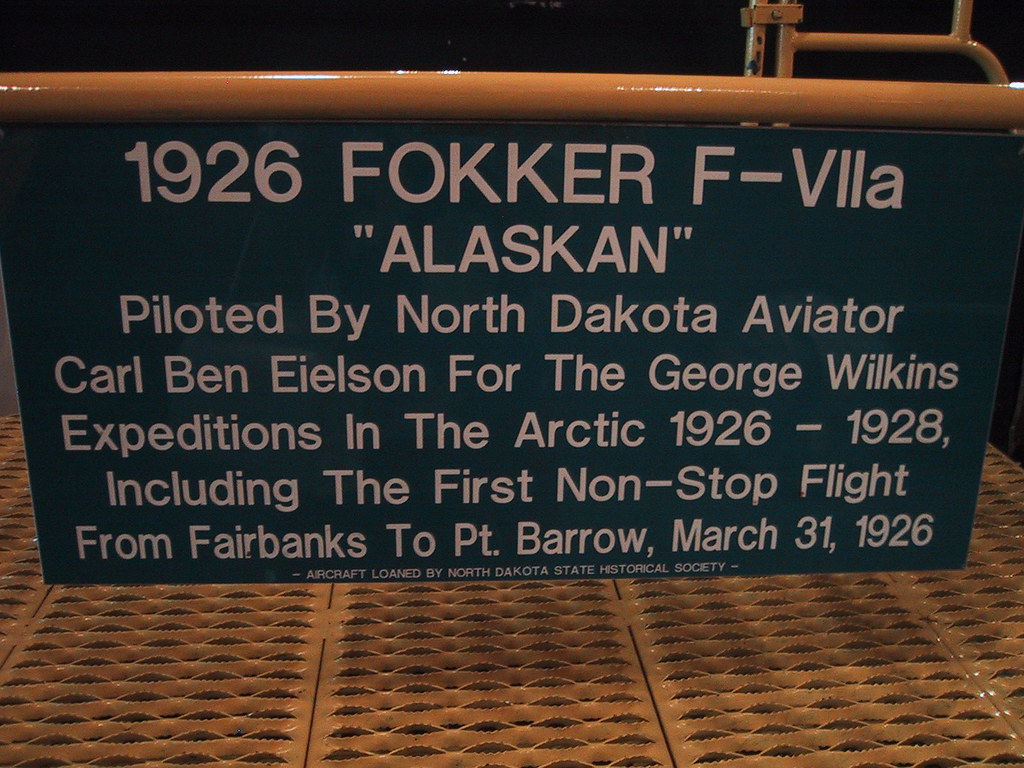 1926 FOKKER F-VIIa
"ALASKAN"
Piloted By North Dakota Aviator
Carl Ben Eielson For The George Wilkins
Expeditions In The Arctic 1926 - 1928,
Including The First Non-Stop Flight
From Fairbanks To Pt. Barrow, March 31, 1926
- AIRCRAFT LOANED BY NORTH DAKOTA STATE HISTORICAL SOCIETY -